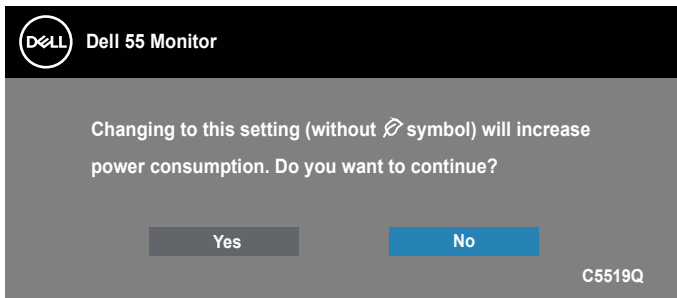 DELL Dell 55 Monitor
Changing to this setting (without symbol) will increase
power consumption. Do you want to continue?
Yes No
C5519Q